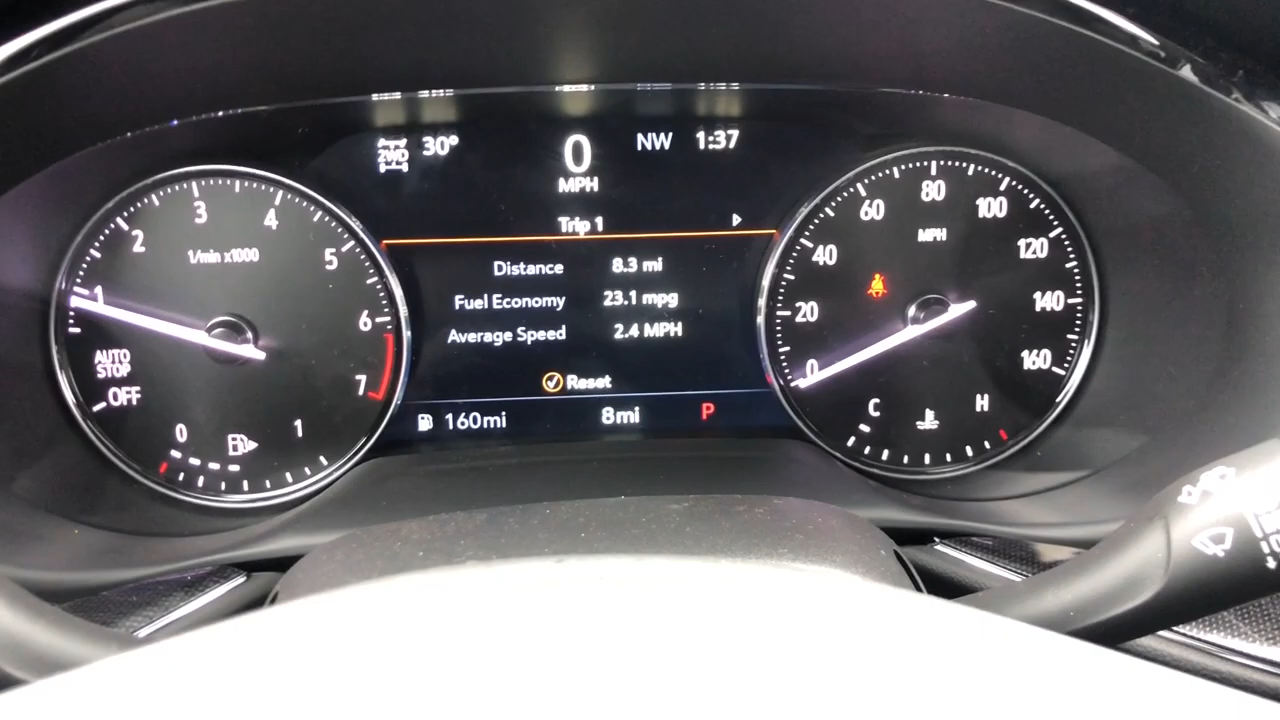 2WD 30° 0 MPH NW 1:37
Trip 1
Distance 8.3 mi
Fuel Economy 23.1 mpg
Average Speed 2.4 MPH
Reset
160mi 8mi P
1 2 3 4 5 6 7
1/min x1000
AUTO
STOP
OFF
0 1
0 20 40 60 80 100 120 140 160
MPH
C H